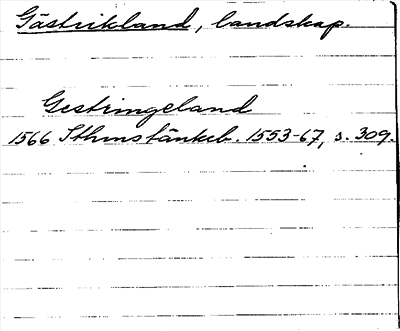 Gästrikland, landskap.
Gestringeland
1566 Sthms tänkeb. 1553-67, s. 309.